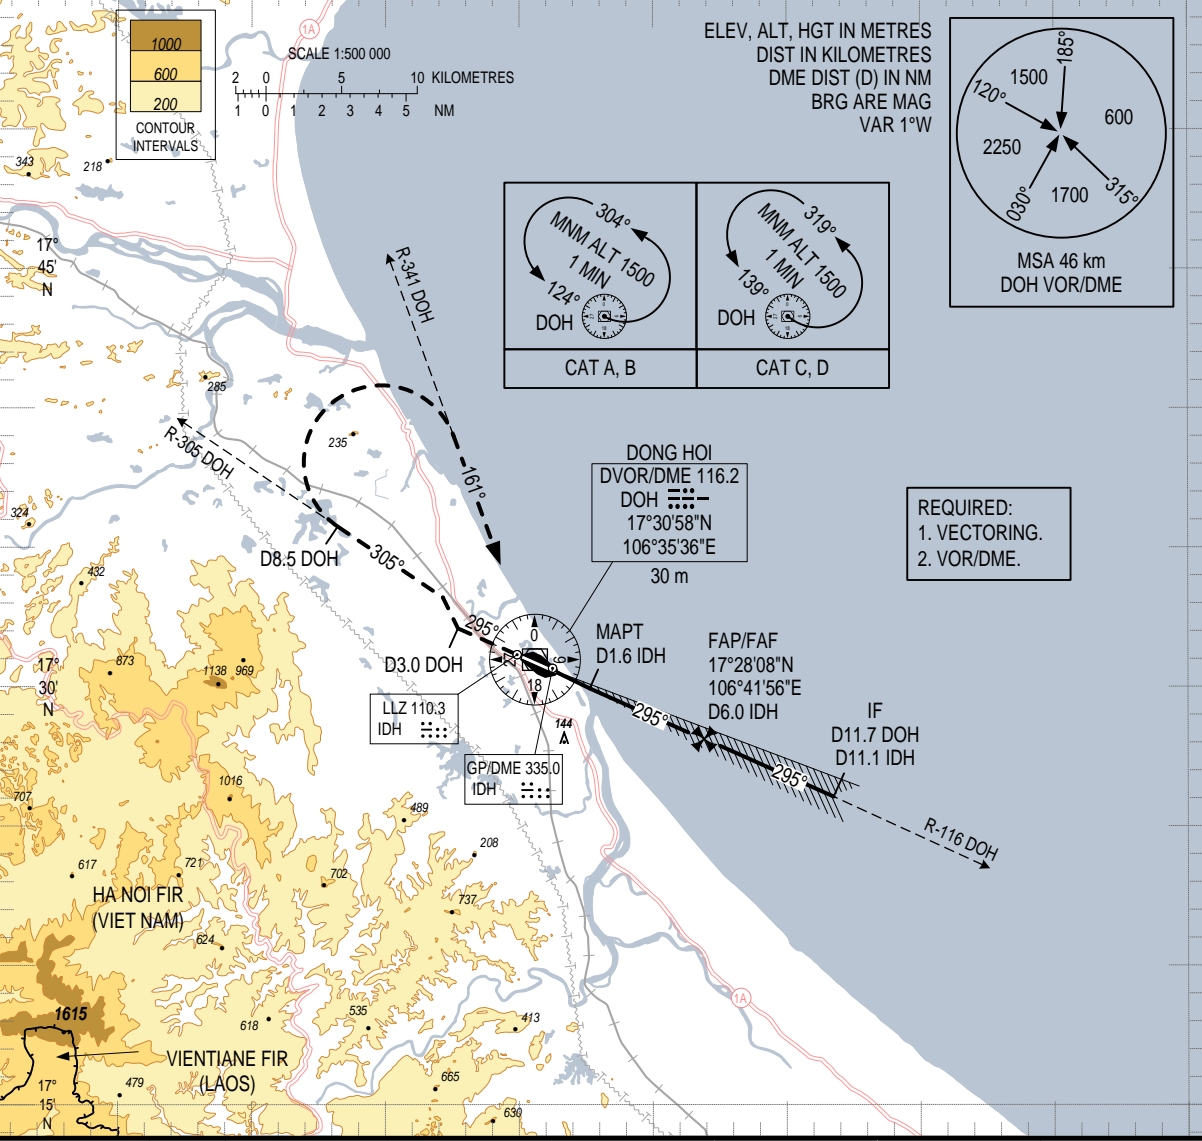 1000
600
200
CONTOUR
INTERVALS
1A
SCALE 1:500 000
2 0 5 10 KILOMETRES
1 0 1 2 3 4 5 NM
ELEV, ALT, HGT IN METRES
DIST IN KILOMETRES
DME DIST (D) IN NM
BRG ARE MAG
VAR 1°W
185°
1500
120°
600
2250
030°
1700
315°
MSA 46 km
DOH VOR/DME
343
218
17°
45'
N
304°
MNM ALT 1500
1 MIN
124°
DOH
CAT A, B
319°
MNM ALT 1500
1 MIN
139°
DOH
CAT C, D
R-341 DOH
285
235
R-305 DOH
161°
324
D8.5 DOH
305°
DONG HOI
DVOR/DME 116.2
DOH
17°30'58"N
106°35'36"E
30 m
REQUIRED:
1. VECTORING.
2. VOR/DME.
432
873
1138
969
295°
D3.0 DOH
0
9
18
MAPT
D1.6 IDH
FAP/FAF
17°28'08"N
106°41'56"E
D6.0 IDH
17°
30'
N
LLZ 110.3
IDH
144
295°
IF
D11.7 DOH
D11.1 IDH
GP/DME 335.0
IDH
295°
R-116 DOH
1016
707
489
208
617
721
702
HA NOI FIR
(VIET NAM)
737
624
1A
1615
618
535
413
VIENTIANE FIR
(LAOS)
17°
15'
N
479
665
630